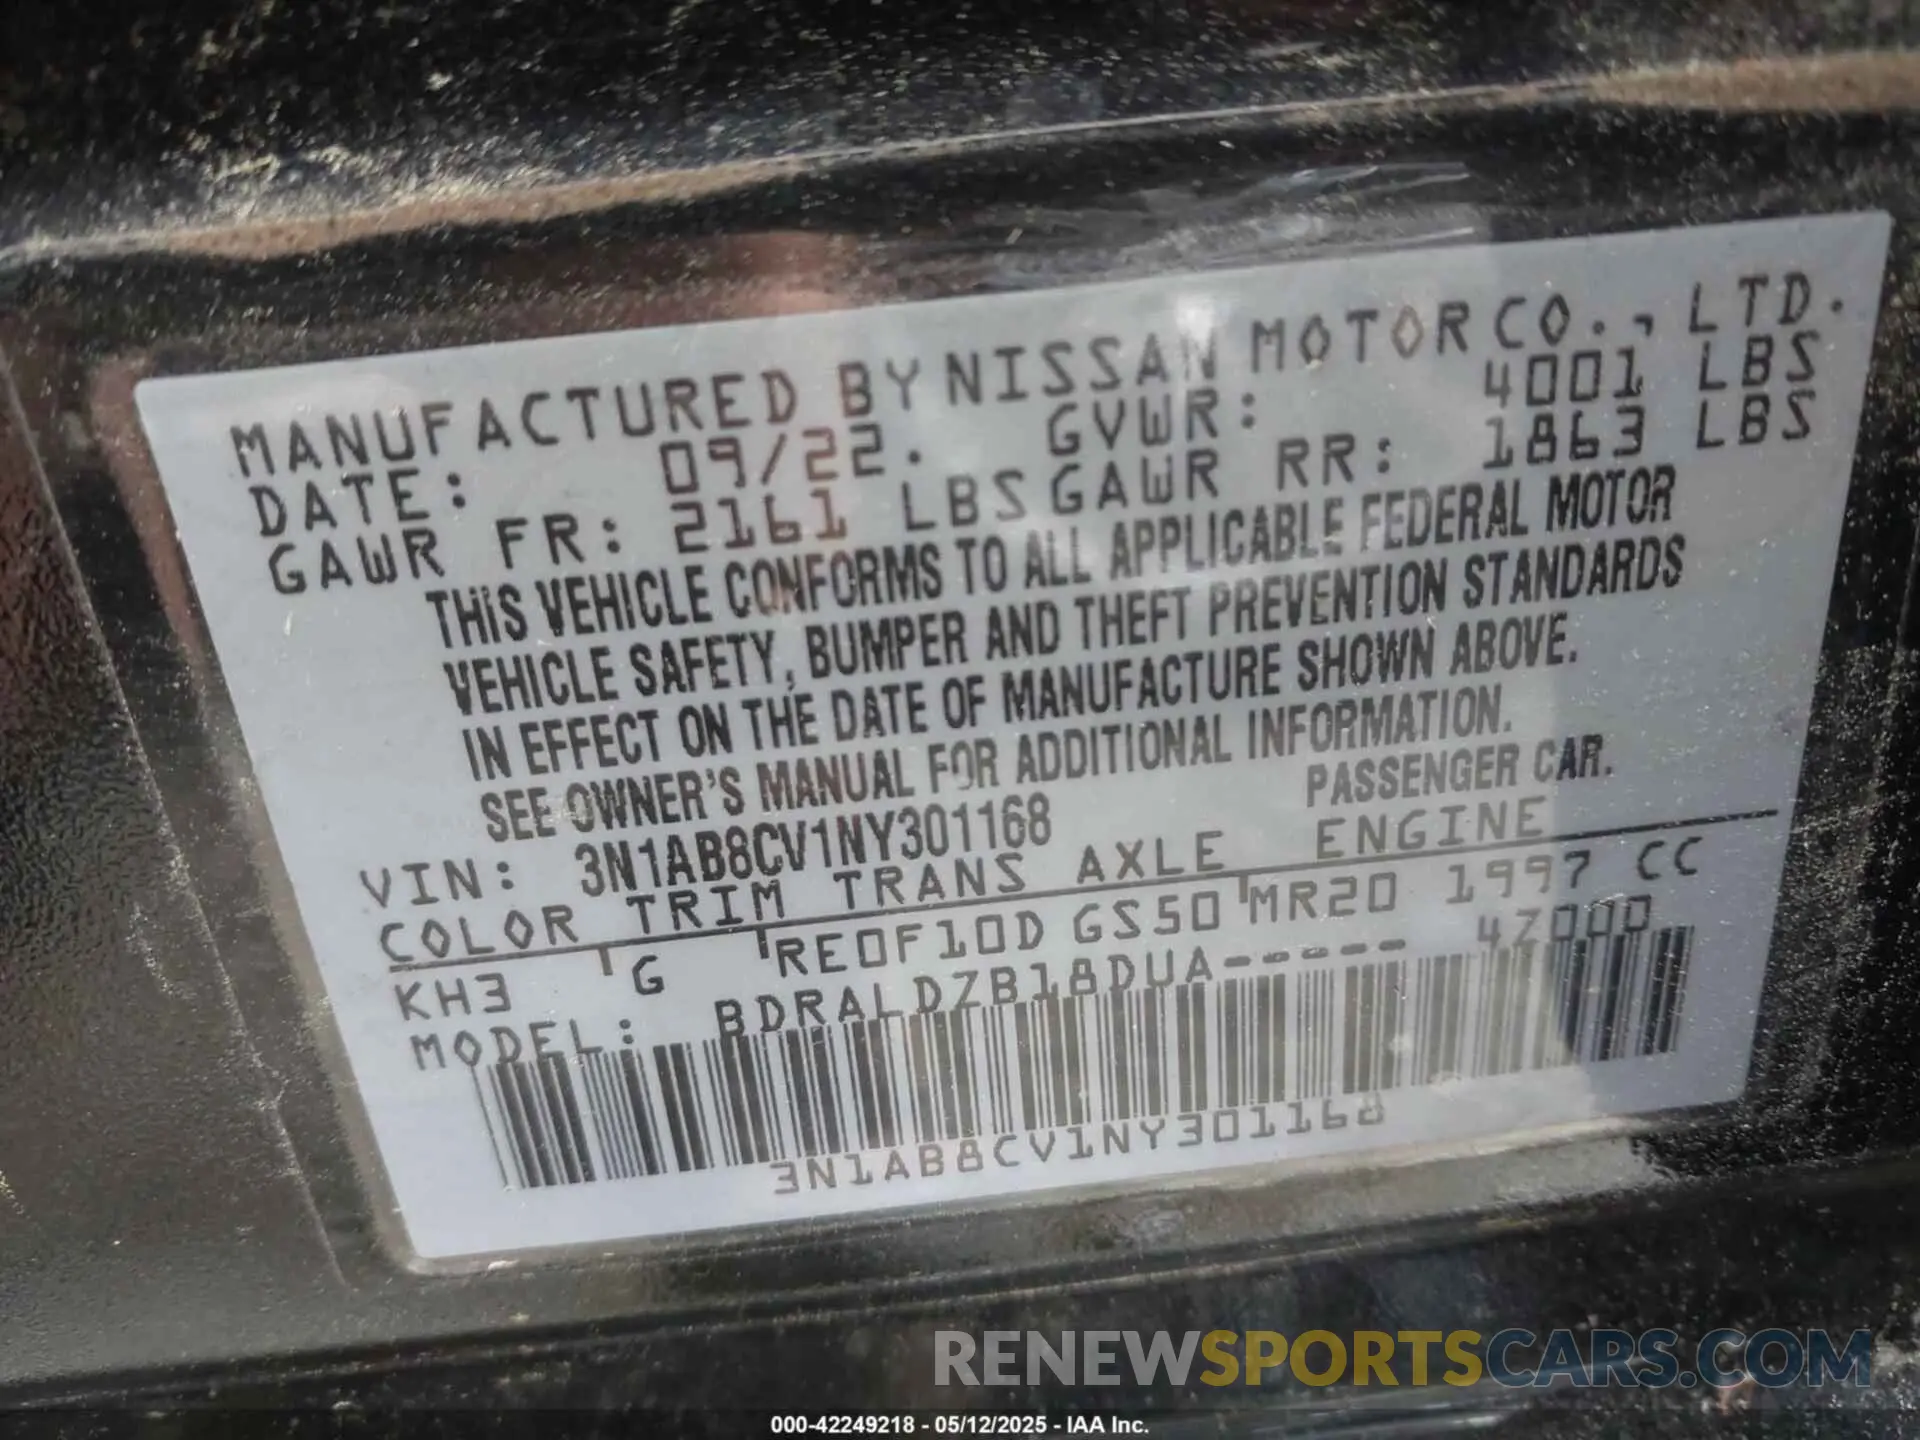 MANUFACTURED BY NISSAN MOTOR CO., LTD.
DATE: 09/22. GVWR: 4001 LBS
GAWR FR: 2161 LBS GAWR RR: 1863 LBS
THIS VEHICLE CONFORMS TO ALL APPLICABLE FEDERAL MOTOR
VEHICLE SAFETY, BUMPER AND THEFT PREVENTION STANDARDS
IN EFFECT ON THE DATE OF MANUFACTURE SHOWN ABOVE.
SEE OWNER'S MANUAL FOR ADDITIONAL INFORMATION.
VIN: 3N1AB8CV1NY301168 PASSENGER CAR.
COLOR TRIM TRANS AXLE ENGINE
KH3 G RE0F10D GS50 MR20 1997 CC
MODEL: BDRALDZB18DUA----- 4Z000
3N1AB8CV1NY301168
RENEWSPORTSCARS.COM
000-42249218 - 05/12/2025 - IAA Inc.